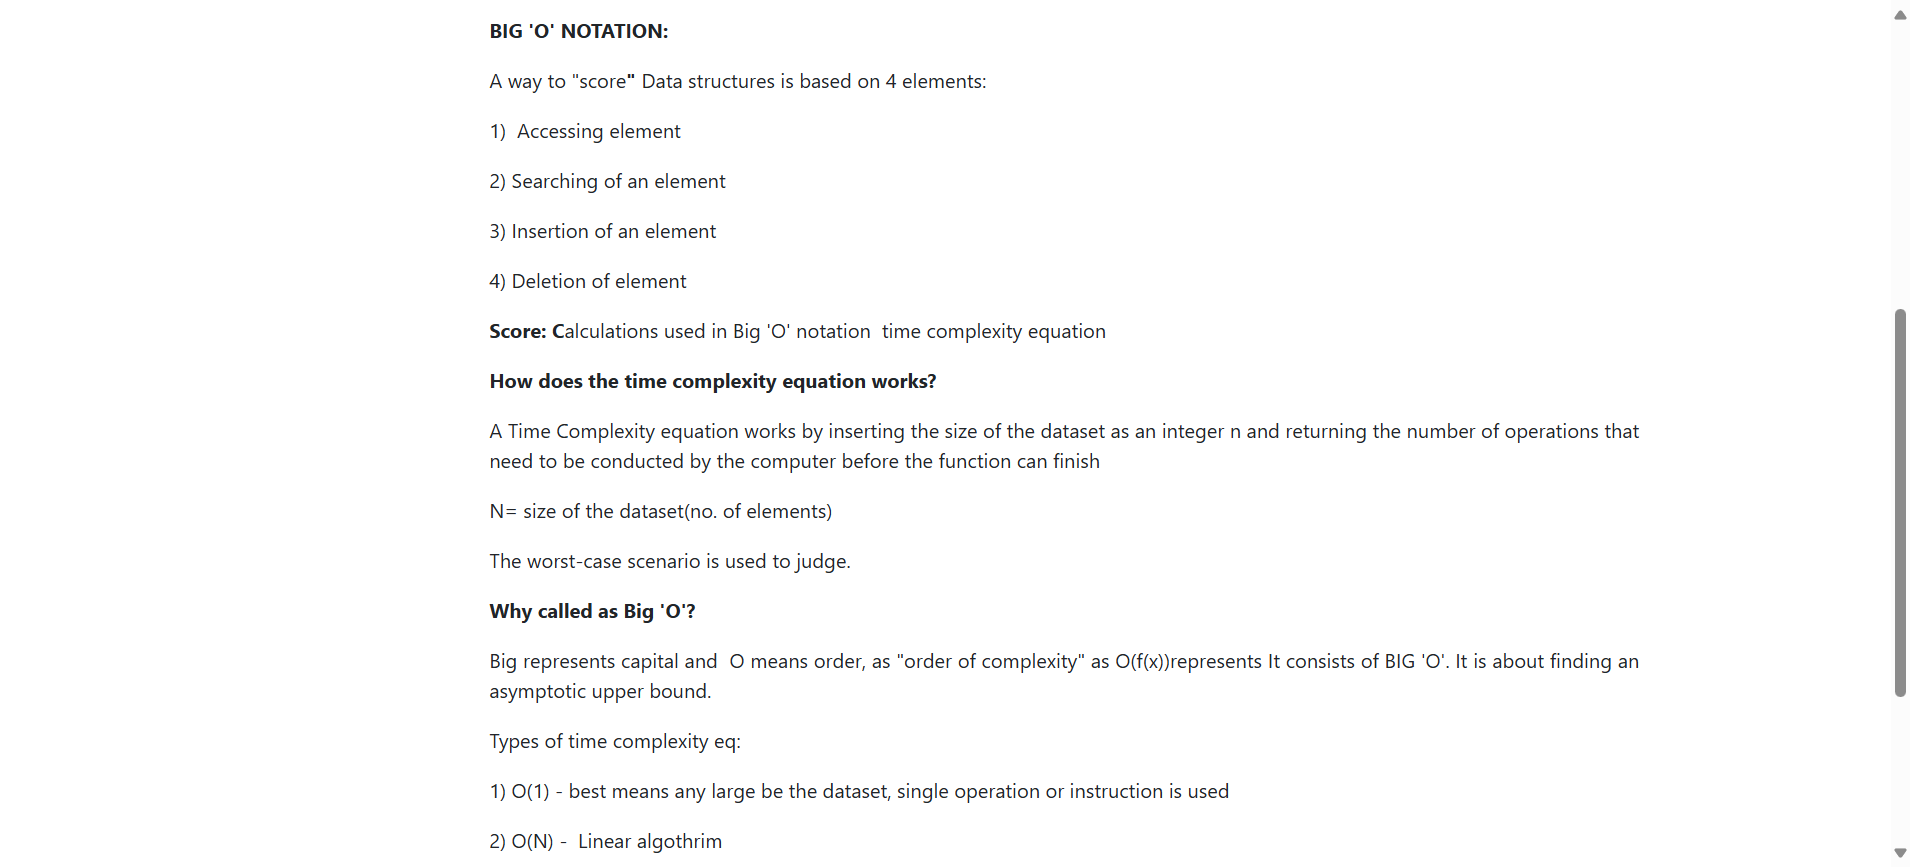 BIG 'O' NOTATION:
A way to "score" Data structures is based on 4 elements:
1)  Accessing element
2) Searching of an element
3) Insertion of an element
4) Deletion of element
Score: Calculations used in Big 'O' notation  time complexity equation
How does the time complexity equation works?
A Time Complexity equation works by inserting the size of the dataset as an integer n and returning the number of operations that
need to be conducted by the computer before the function can finish
N= size of the dataset(no. of elements)
The worst-case scenario is used to judge.
Why called as Big 'O'?
Big represents capital and  O means order, as "order of complexity" as O(f(x))represents It consists of BIG 'O'. It is about finding an
asymptotic upper bound.
Types of time complexity eq:
1) O(1) - best means any large be the dataset, single operation or instruction is used
2) O(N) -  Linear algothrim